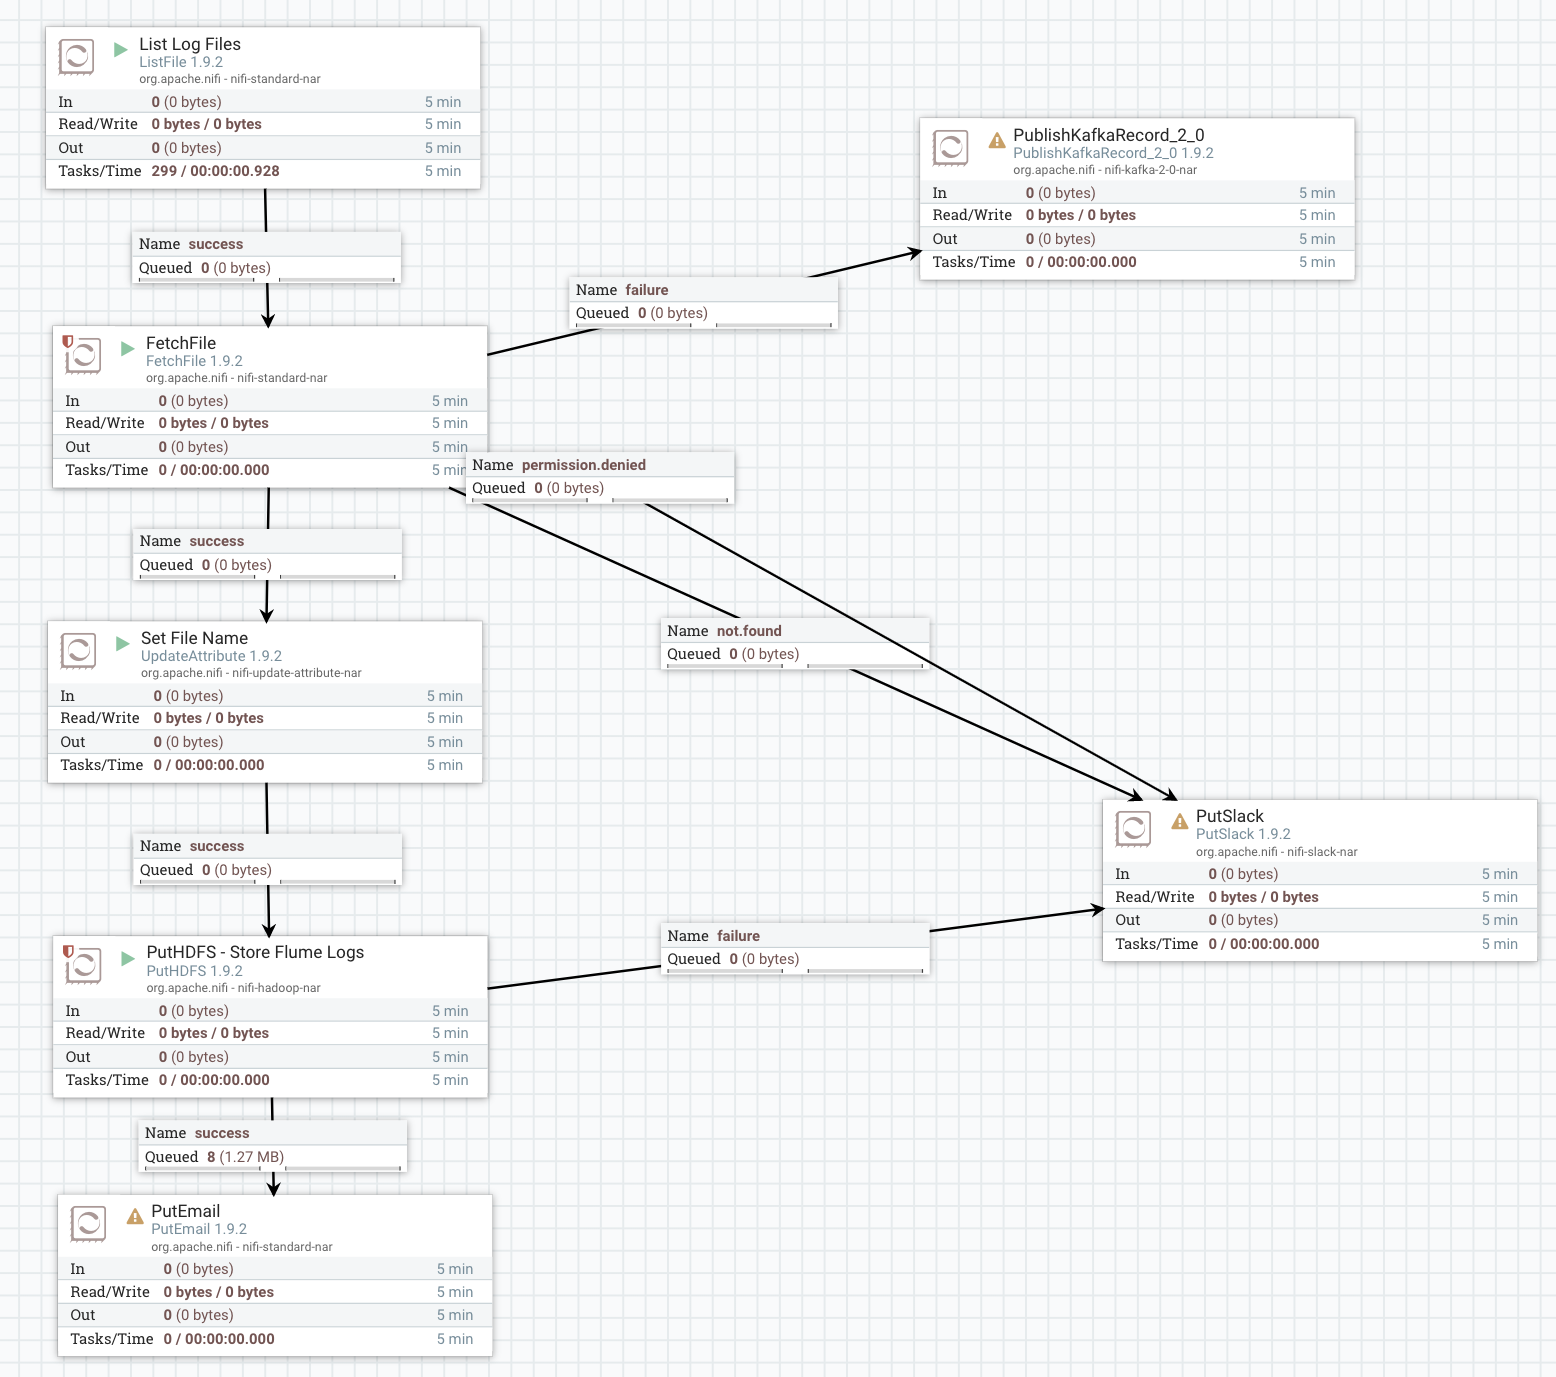 List Log Files
ListFile 1.9.2
org.apache.nifi - nifi-standard-nar
In 0 (0 bytes) 5 min
Read/Write 0 bytes / 0 bytes 5 min
Out 0 (0 bytes) 5 min
Tasks/Time 299 / 00:00:00.928 5 min
Name success
Queued 0 (0 bytes)
PublishKafkaRecord_2_0
PublishKafkaRecord_2_0 1.9.2
org.apache.nifi - nifi-kafka-2-0-nar
In 0 (0 bytes) 5 min
Read/Write 0 bytes / 0 bytes 5 min
Out 0 (0 bytes) 5 min
Tasks/Time 0 / 00:00:00.000 5 min
Name failure
Queued 0 (0 bytes)
FetchFile
FetchFile 1.9.2
org.apache.nifi - nifi-standard-nar
In 0 (0 bytes) 5 min
Read/Write 0 bytes / 0 bytes 5 min
Out 0 (0 bytes) 5 min
Tasks/Time 0 / 00:00:00.000 5 min
Name permission.denied
Queued 0 (0 bytes)
Name success
Queued 0 (0 bytes)
Name not.found
Queued 0 (0 bytes)
Set File Name
UpdateAttribute 1.9.2
org.apache.nifi - nifi-update-attribute-nar
In 0 (0 bytes) 5 min
Read/Write 0 bytes / 0 bytes 5 min
Out 0 (0 bytes) 5 min
Tasks/Time 0 / 00:00:00.000 5 min
Name success
Queued 0 (0 bytes)
PutSlack
PutSlack 1.9.2
org.apache.nifi - nifi-slack-nar
In 0 (0 bytes) 5 min
Read/Write 0 bytes / 0 bytes 5 min
Out 0 (0 bytes) 5 min
Tasks/Time 0 / 00:00:00.000 5 min
Name failure
Queued 0 (0 bytes)
PutHDFS - Store Flume Logs
PutHDFS 1.9.2
org.apache.nifi - nifi-hadoop-nar
In 0 (0 bytes) 5 min
Read/Write 0 bytes / 0 bytes 5 min
Out 0 (0 bytes) 5 min
Tasks/Time 0 / 00:00:00.000 5 min
Name success
Queued 8 (1.27 MB)
PutEmail
PutEmail 1.9.2
org.apache.nifi - nifi-standard-nar
In 0 (0 bytes) 5 min
Read/Write 0 bytes / 0 bytes 5 min
Out 0 (0 bytes) 5 min
Tasks/Time 0 / 00:00:00.000 5 min